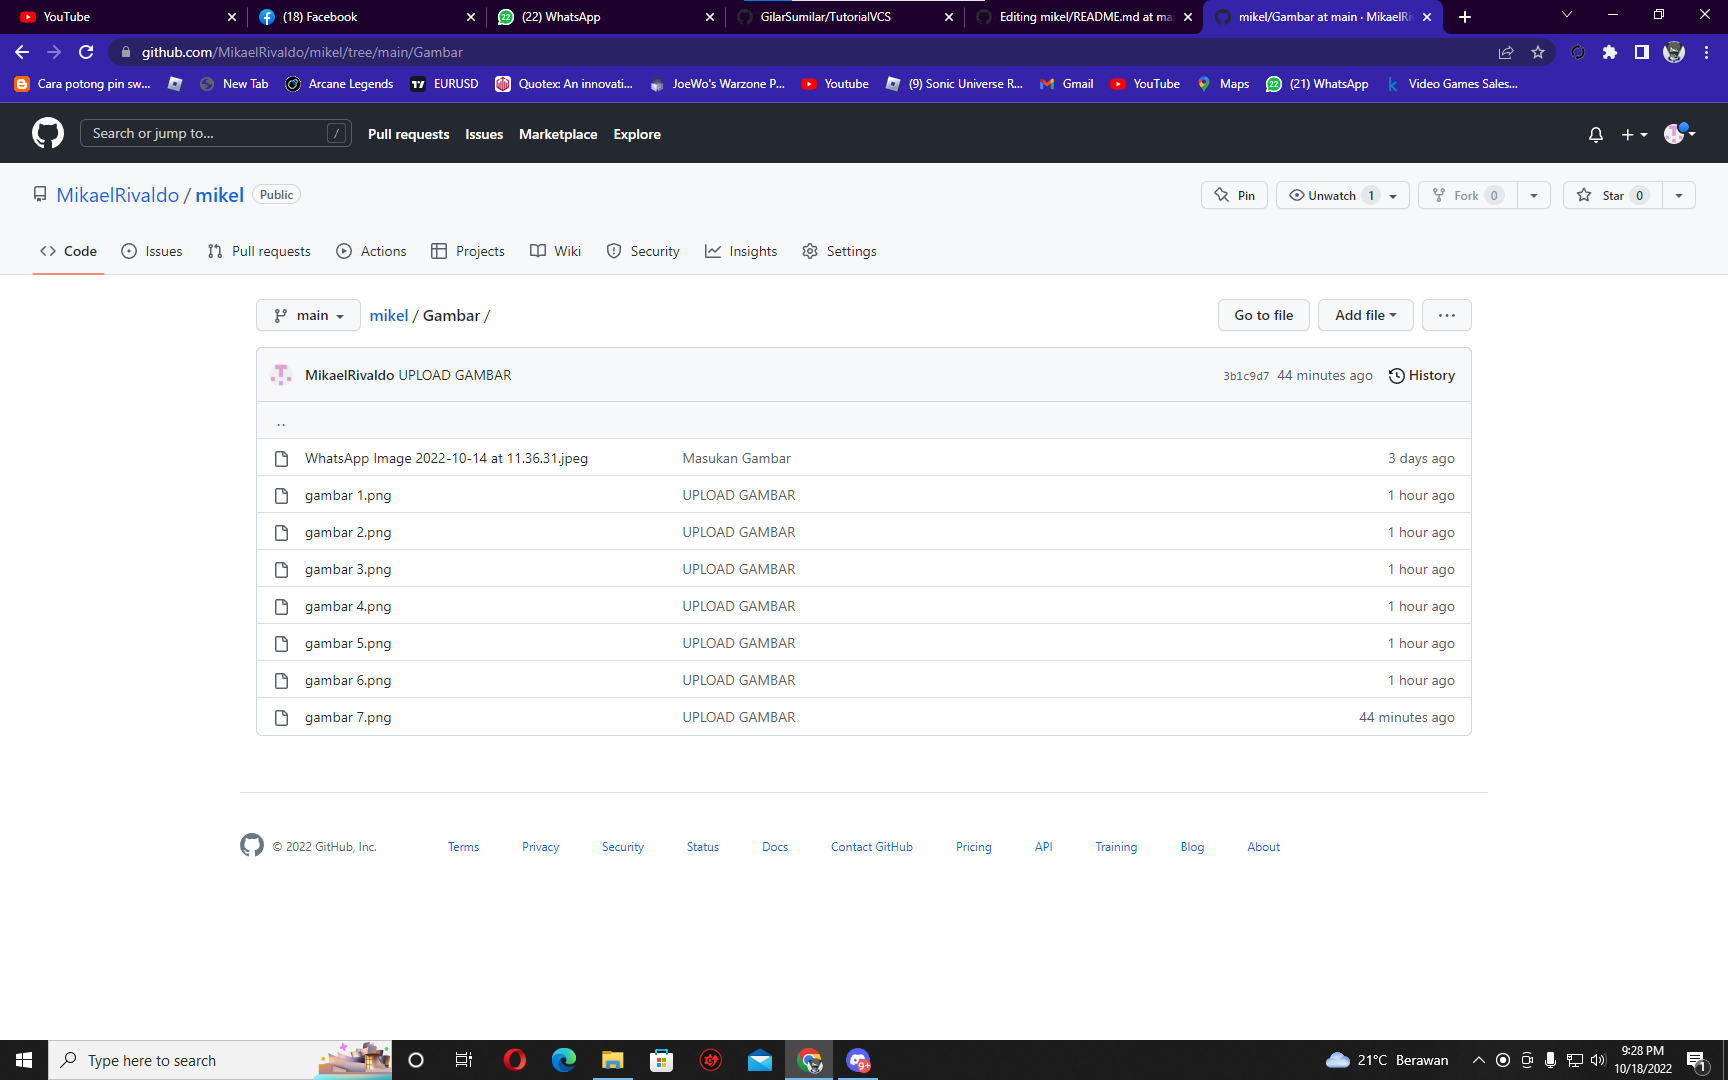 YouTube
(18) Facebook
(22) WhatsApp
GilarSumilar/TutorialVCS
Editing mikel/README.md at ma
mikel/Gambar at main · MikaelRi
github.com/MikaelRivaldo/mikel/tree/main/Gambar
Cara potong pin sw...
New Tab
Arcane Legends
EURUSD
Quotex: An innovati...
JoeWo's Warzone P...
Youtube
(9) Sonic Universe R...
Gmail
YouTube
Maps
(21) WhatsApp
Video Games Sales...
Search or jump to...
/
Pull requests
Issues
Marketplace
Explore
MikaelRivaldo / mikel
Public
Pin
Unwatch 1
Fork 0
Star 0
Code
Issues
Pull requests
Actions
Projects
Wiki
Security
Insights
Settings
main
mikel / Gambar /
Go to file
Add file
...
MikaelRivaldo UPLOAD GAMBAR
3b1c9d7 44 minutes ago
History
..
WhatsApp Image 2022-10-14 at 11.36.31.jpeg Masukan Gambar 3 days ago
gambar 1.png UPLOAD GAMBAR 1 hour ago
gambar 2.png UPLOAD GAMBAR 1 hour ago
gambar 3.png UPLOAD GAMBAR 1 hour ago
gambar 4.png UPLOAD GAMBAR 1 hour ago
gambar 5.png UPLOAD GAMBAR 1 hour ago
gambar 6.png UPLOAD GAMBAR 1 hour ago
gambar 7.png UPLOAD GAMBAR 44 minutes ago
© 2022 GitHub, Inc.
Terms
Privacy
Security
Status
Docs
Contact GitHub
Pricing
API
Training
Blog
About
Type here to search
9+
21°C Berawan
9:28 PM
10/18/2022
1